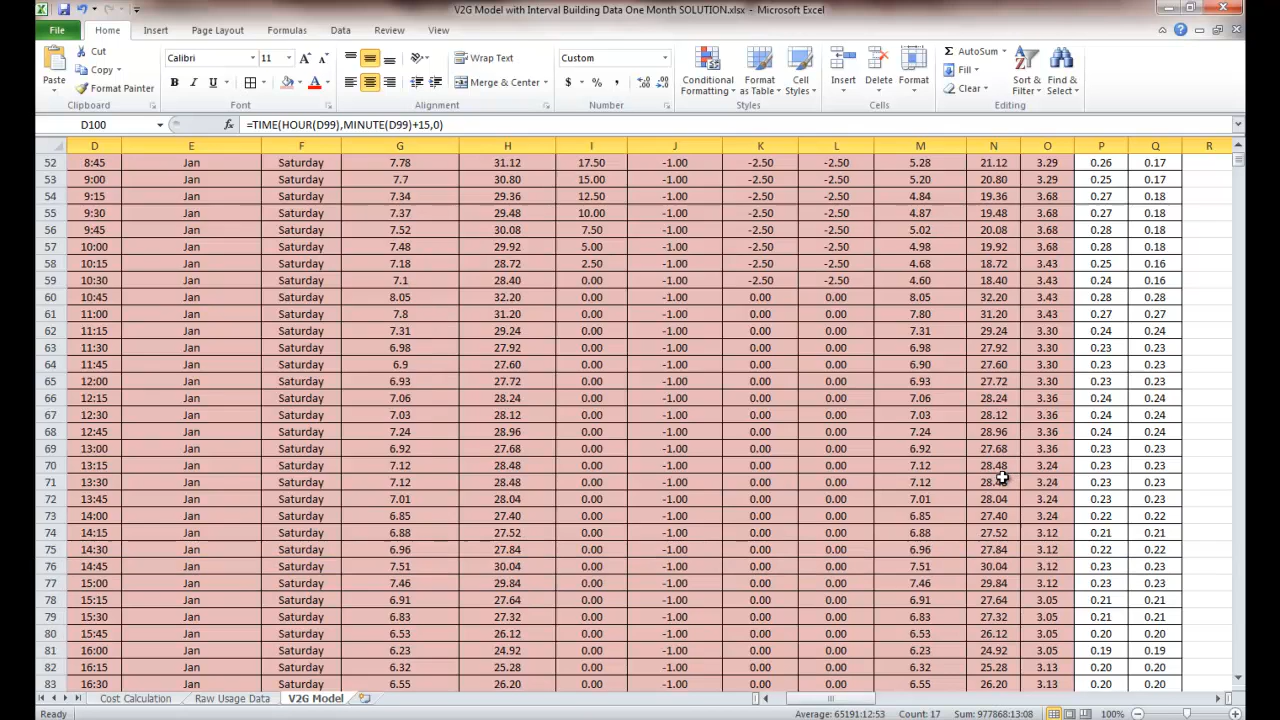 V2G Model with Interval Building Data One Month SOLUTION.xlsx - Microsoft Excel
File Home Insert Page Layout Formulas Data Review View
Cut Calibri 11 Wrap Text Custom AutoSum
Copy Fill
Paste Format Painter Merge & Center Conditional Formatting Format as Table Cell Styles Insert Delete Format Clear Sort & Filter Find & Select
Clipboard Font Alignment Number Styles Cells Editing
D100 =TIME(HOUR(D99),MINUTE(D99)+15,0)
D E F G H I J K L M N O P Q R
52 8:45 Jan Saturday 7.78 31.12 17.50 -1.00 -2.50 -2.50 5.28 21.12 3.29 0.26 0.17
53 9:00 Jan Saturday 7.7 30.80 15.00 -1.00 -2.50 -2.50 5.20 20.80 3.29 0.25 0.17
54 9:15 Jan Saturday 7.34 29.36 12.50 -1.00 -2.50 -2.50 4.84 19.36 3.68 0.27 0.18
55 9:30 Jan Saturday 7.37 29.48 10.00 -1.00 -2.50 -2.50 4.87 19.48 3.68 0.27 0.18
56 9:45 Jan Saturday 7.52 30.08 7.50 -1.00 -2.50 -2.50 5.02 20.08 3.68 0.28 0.18
57 10:00 Jan Saturday 7.48 29.92 5.00 -1.00 -2.50 -2.50 4.98 19.92 3.68 0.28 0.18
58 10:15 Jan Saturday 7.18 28.72 2.50 -1.00 -2.50 -2.50 4.68 18.72 3.43 0.25 0.16
59 10:30 Jan Saturday 7.1 28.40 0.00 -1.00 -2.50 -2.50 4.60 18.40 3.43 0.24 0.16
60 10:45 Jan Saturday 8.05 32.20 0.00 -1.00 0.00 0.00 8.05 32.20 3.43 0.28 0.28
61 11:00 Jan Saturday 7.8 31.20 0.00 -1.00 0.00 0.00 7.80 31.20 3.43 0.27 0.27
62 11:15 Jan Saturday 7.31 29.24 0.00 -1.00 0.00 0.00 7.31 29.24 3.30 0.24 0.24
63 11:30 Jan Saturday 6.98 27.92 0.00 -1.00 0.00 0.00 6.98 27.92 3.30 0.23 0.23
64 11:45 Jan Saturday 6.9 27.60 0.00 -1.00 0.00 0.00 6.90 27.60 3.30 0.23 0.23
65 12:00 Jan Saturday 6.93 27.72 0.00 -1.00 0.00 0.00 6.93 27.72 3.30 0.23 0.23
66 12:15 Jan Saturday 7.06 28.24 0.00 -1.00 0.00 0.00 7.06 28.24 3.36 0.24 0.24
67 12:30 Jan Saturday 7.03 28.12 0.00 -1.00 0.00 0.00 7.03 28.12 3.36 0.24 0.24
68 12:45 Jan Saturday 7.24 28.96 0.00 -1.00 0.00 0.00 7.24 28.96 3.36 0.24 0.24
69 13:00 Jan Saturday 6.92 27.68 0.00 -1.00 0.00 0.00 6.92 27.68 3.36 0.23 0.23
70 13:15 Jan Saturday 7.12 28.48 0.00 -1.00 0.00 0.00 7.12 28.48 3.24 0.23 0.23
71 13:30 Jan Saturday 7.12 28.48 0.00 -1.00 0.00 0.00 7.12 3.24 0.23 0.23
72 13:45 Jan Saturday 7.01 28.04 0.00 -1.00 0.00 0.00 7.01 28.04 3.24 0.23 0.23
73 14:00 Jan Saturday 6.85 27.40 0.00 -1.00 0.00 0.00 6.85 27.40 3.24 0.22 0.22
74 14:15 Jan Saturday 6.88 27.52 0.00 -1.00 0.00 0.00 6.88 27.52 3.12 0.21 0.21
75 14:30 Jan Saturday 6.96 27.84 0.00 -1.00 0.00 0.00 6.96 27.84 3.12 0.22 0.22
76 14:45 Jan Saturday 7.51 30.04 0.00 -1.00 0.00 0.00 7.51 30.04 3.12 0.23 0.23
77 15:00 Jan Saturday 7.46 29.84 0.00 -1.00 0.00 0.00 7.46 29.84 3.12 0.23 0.23
78 15:15 Jan Saturday 6.91 27.64 0.00 -1.00 0.00 0.00 6.91 27.64 3.05 0.21 0.21
79 15:30 Jan Saturday 6.83 27.32 0.00 -1.00 0.00 0.00 6.83 27.32 3.05 0.21 0.21
80 15:45 Jan Saturday 6.53 26.12 0.00 -1.00 0.00 0.00 6.53 26.12 3.05 0.20 0.20
81 16:00 Jan Saturday 6.23 24.92 0.00 -1.00 0.00 0.00 6.23 24.92 3.05 0.19 0.19
82 16:15 Jan Saturday 6.32 25.28 0.00 -1.00 0.00 0.00 6.32 25.28 3.13 0.20 0.20
83 16:30 Jan Saturday 6.55 26.20 0.00 -1.00 0.00 0.00 6.55 26.20 3.13 0.20 0.20
Cost Calculation Raw Usage Data V2G Model
Ready Average: 65191:12:53 Count: 17 Sum: 977868:13:08 100%